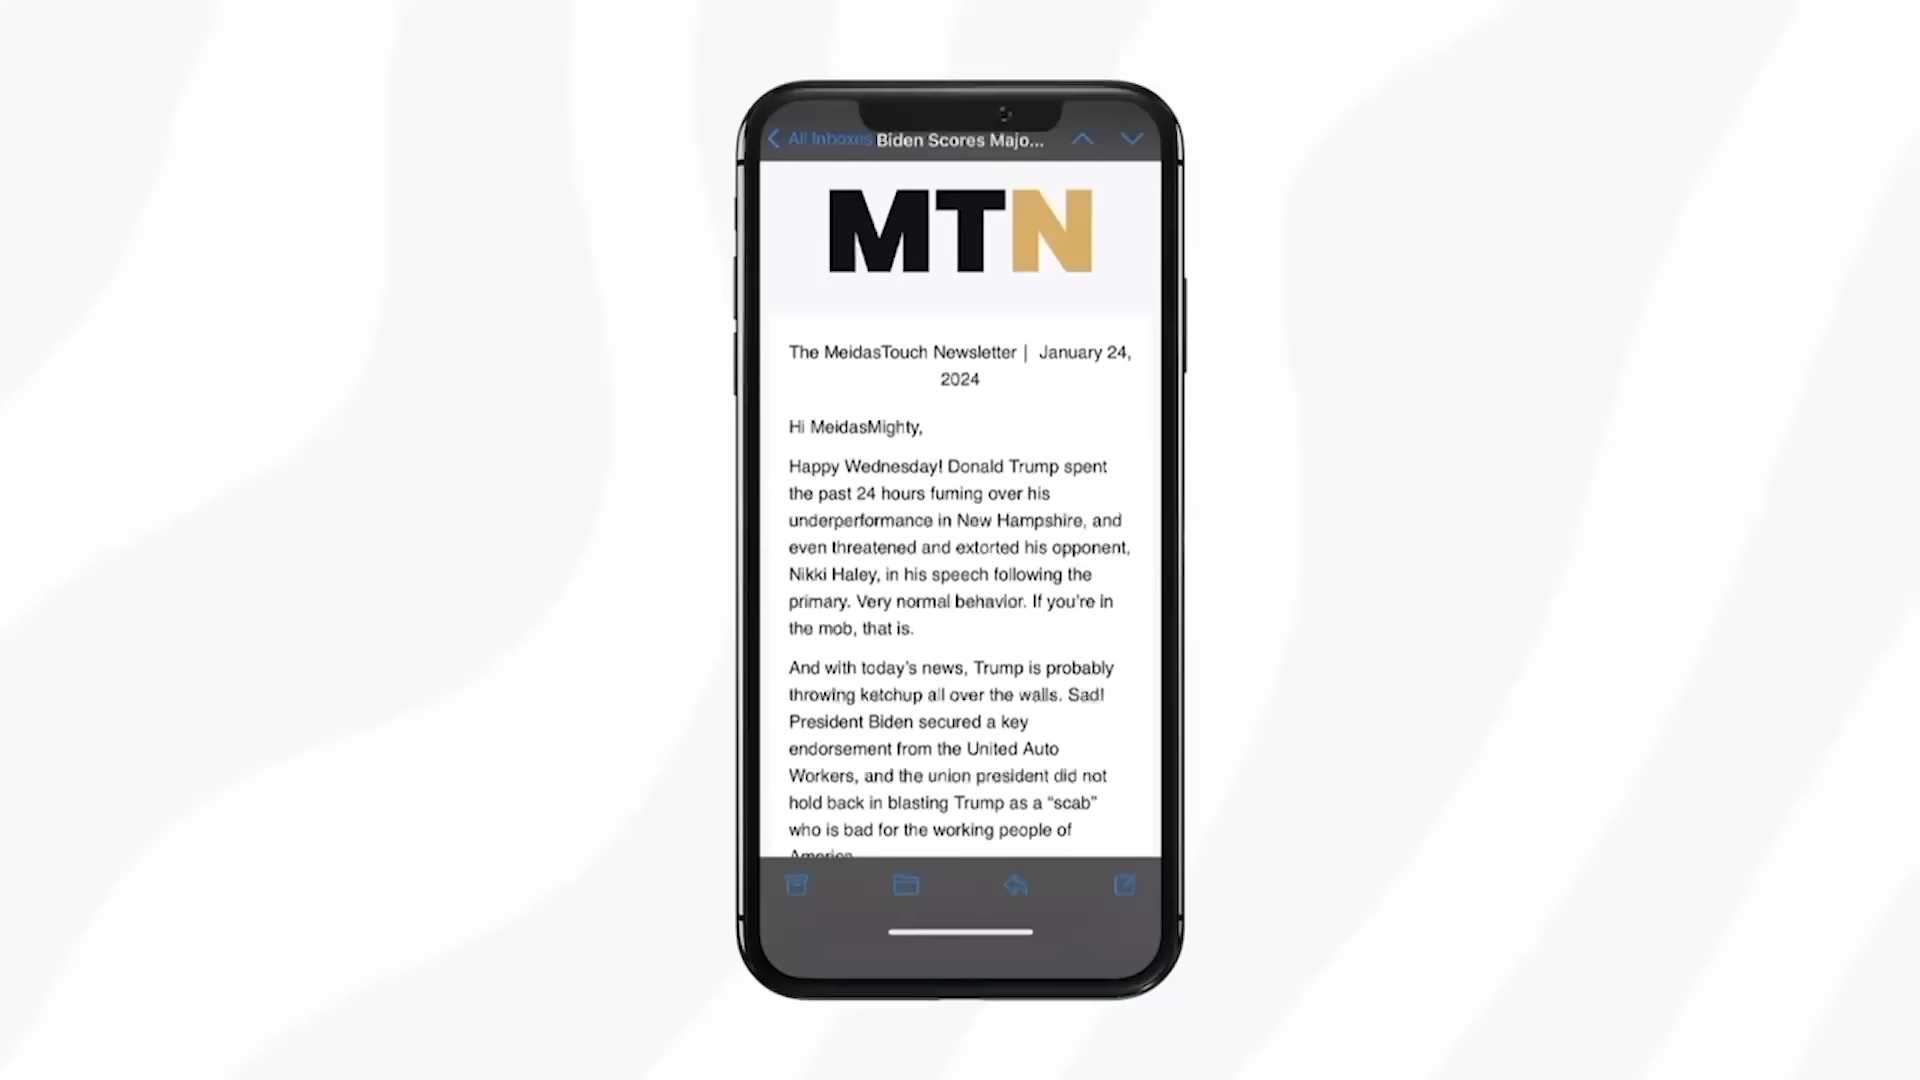 All Inboxes Biden Scores Majo...
MTN
The MeidasTouch Newsletter | January 24,
2024
Hi MeidasMighty,
Happy Wednesday! Donald Trump spent
the past 24 hours fuming over his
underperformance in New Hampshire, and
even threatened and extorted his opponent,
Nikki Haley, in his speech following the
primary. Very normal behavior. If you're in
the mob, that is.
And with today's news, Trump is probably
throwing ketchup all over the walls. Sad!
President Biden secured a key
endorsement from the United Auto
Workers, and the union president did not
hold back in blasting Trump as a “scab”
who is bad for the working people of
America